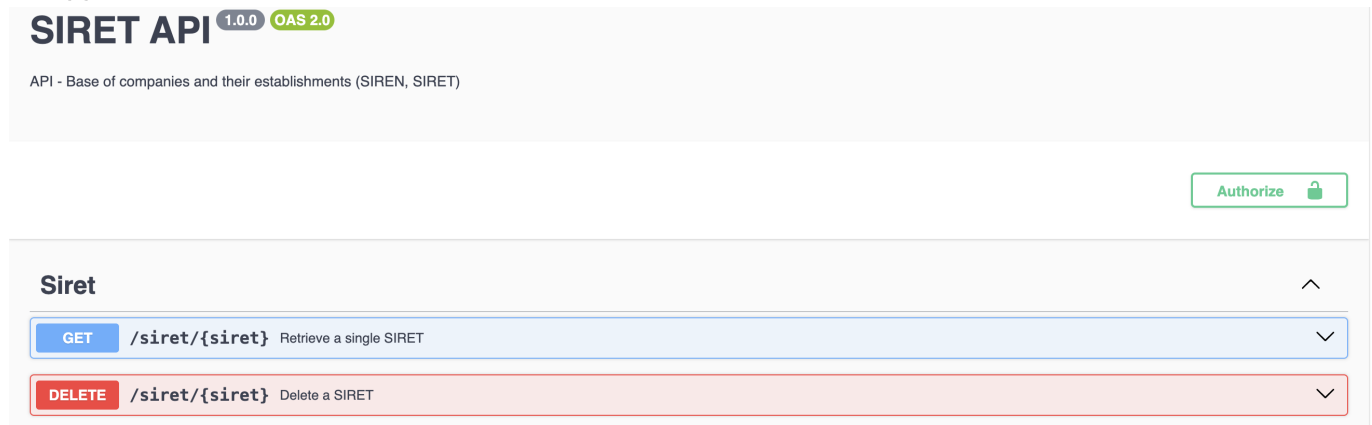 SIRET API 1.0.0 OAS 2.0
API - Base of companies and their establishments (SIREN, SIRET)
Authorize
Siret
GET /siret/{siret} Retrieve a single SIRET
DELETE /siret/{siret} Delete a SIRET